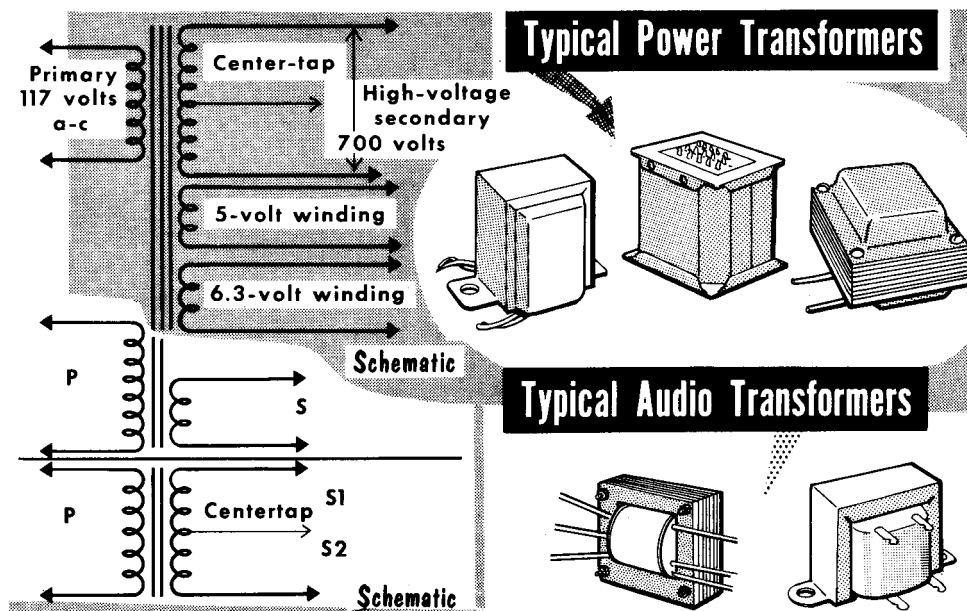 Typical Power Transformers
Primary
117 volts
a-c
Center-tap
High-voltage
secondary
700 volts
5-volt winding
6.3-volt winding
Schematic
P
S
Typical Audio Transformers
P
S1
Centertap
S2
Schematic